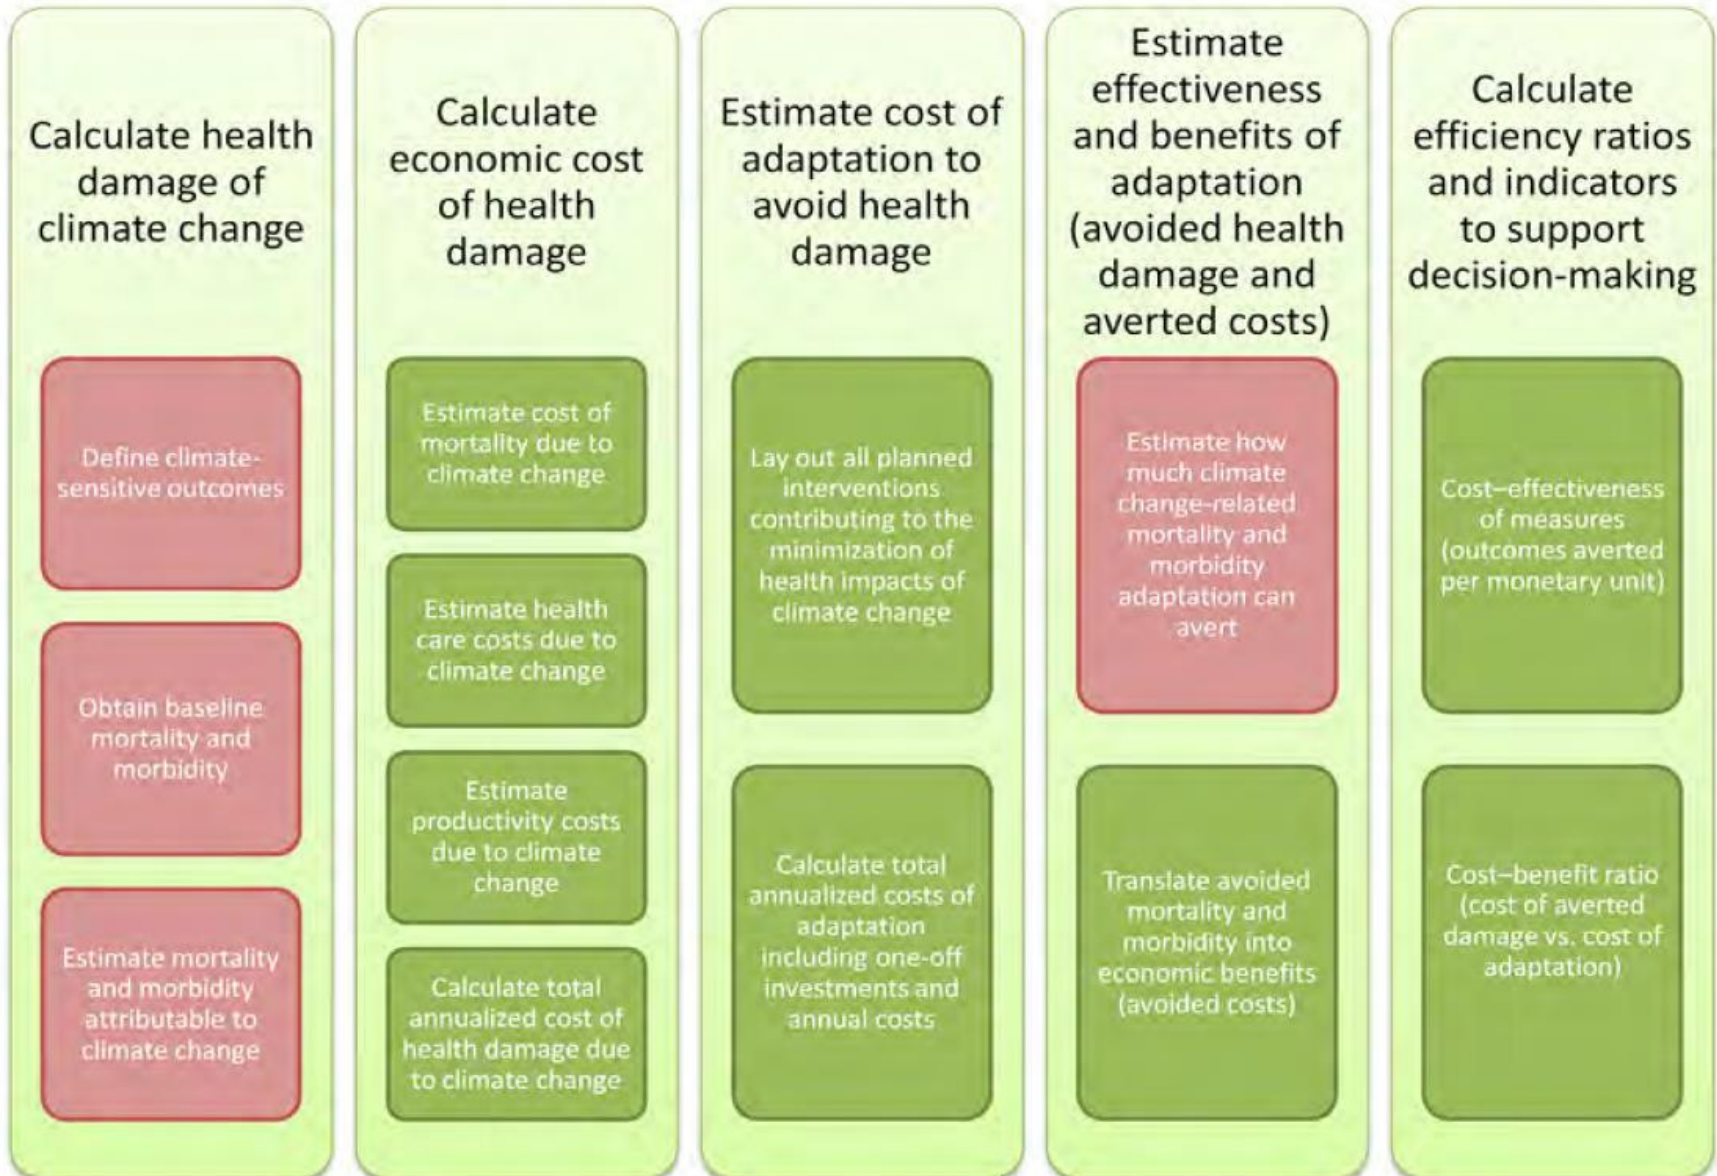 Calculate health
damage of
climate change
Define climate-
sensitive outcomes
Obtain baseline
mortality and
morbidity
Estimate mortality
and morbidity
attributable to
climate change
Calculate
economic cost
of health
damage
Estimate cost of
mortality due to
climate change
Estimate health
care costs due to
climate change
Estimate
productivity costs
due to climate
change
Calculate total
annualized cost of
health damage due
to climate change
Estimate cost of
adaptation to
avoid health
damage
Lay out all planned
interventions
contributing to the
minimization of
health impacts of
climate change
Calculate total
annualized costs of
adaptation
including one-off
investments and
annual costs
Estimate
effectiveness
and benefits of
adaptation
(avoided health
damage and
averted costs)
Estimate how
much climate
change-related
mortality and
morbidity
adaptation can
avert
Translate avoided
mortality and
morbidity into
economic benefits
(avoided costs)
Calculate
efficiency ratios
and indicators
to support
decision-making
Cost–effectiveness
of measures
(outcomes averted
per monetary unit)
Cost–benefit ratio
(cost of averted
damage vs. cost of
adaptation)